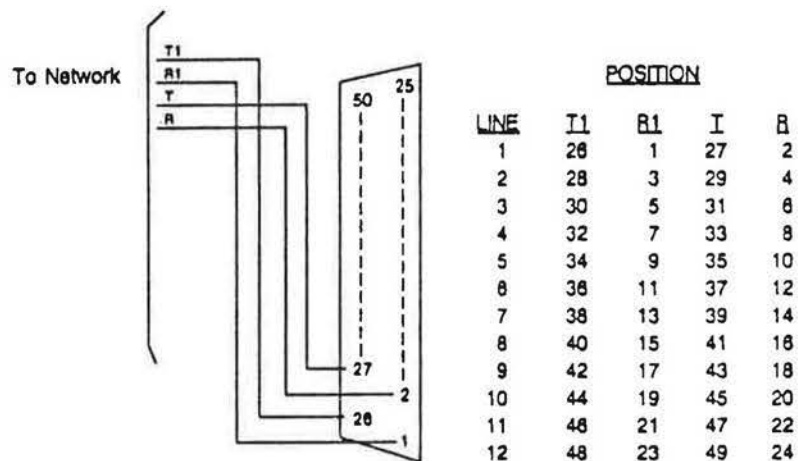 To Network
T1
R1
T
R
50 25
27
2
26
1
POSITION
LINE T1 R1 T R
1 26 1 27 2
2 28 3 29 4
3 30 5 31 6
4 32 7 33 8
5 34 9 35 10
6 36 11 37 12
7 38 13 39 14
8 40 15 41 16
9 42 17 43 18
10 44 19 45 20
11 46 21 47 22
12 48 23 49 24